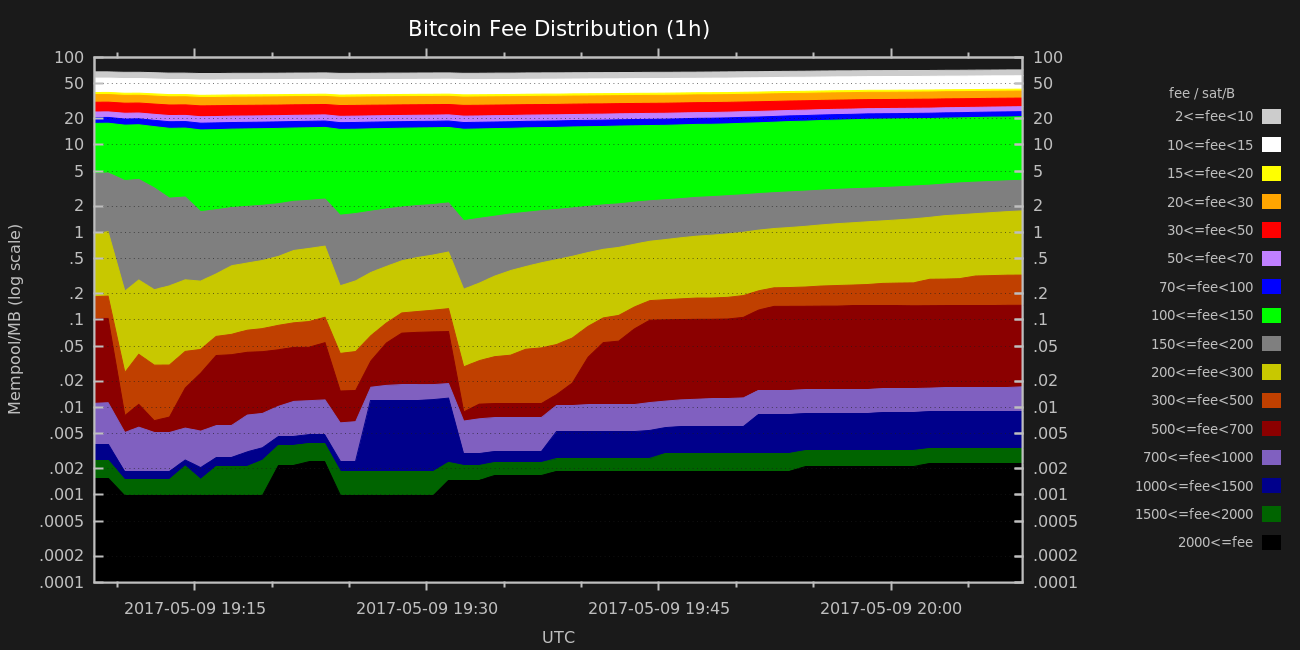 Bitcoin Fee Distribution (1h)
Mempool/MB (log scale)
100
50
20
10
5
2
1
.5
.2
.1
.05
.02
.01
.005
.002
.001
.0005
.0002
.0001
100
50
20
10
5
2
1
.5
.2
.1
.05
.02
.01
.005
.002
.001
.0005
.0002
.0001
2017-05-09 19:15 2017-05-09 19:30 2017-05-09 19:45 2017-05-09 20:00
UTC
fee / sat/B
2<=fee<10
10<=fee<15
15<=fee<20
20<=fee<30
30<=fee<50
50<=fee<70
70<=fee<100
100<=fee<150
150<=fee<200
200<=fee<300
300<=fee<500
500<=fee<700
700<=fee<1000
1000<=fee<1500
1500<=fee<2000
2000<=fee